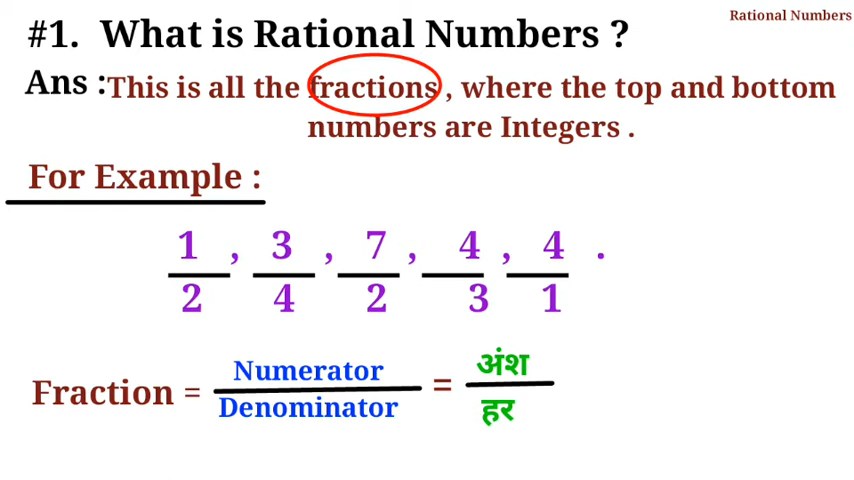 Rational Numbers
#1. What is Rational Numbers ?
Ans : This is all the fractions , where the top and bottom
numbers are Integers .
For Example :
1 , 3 , 7 , 4 , 4 .
2 4 2 3 1
Fraction = Numerator = अंश
Denominator हर